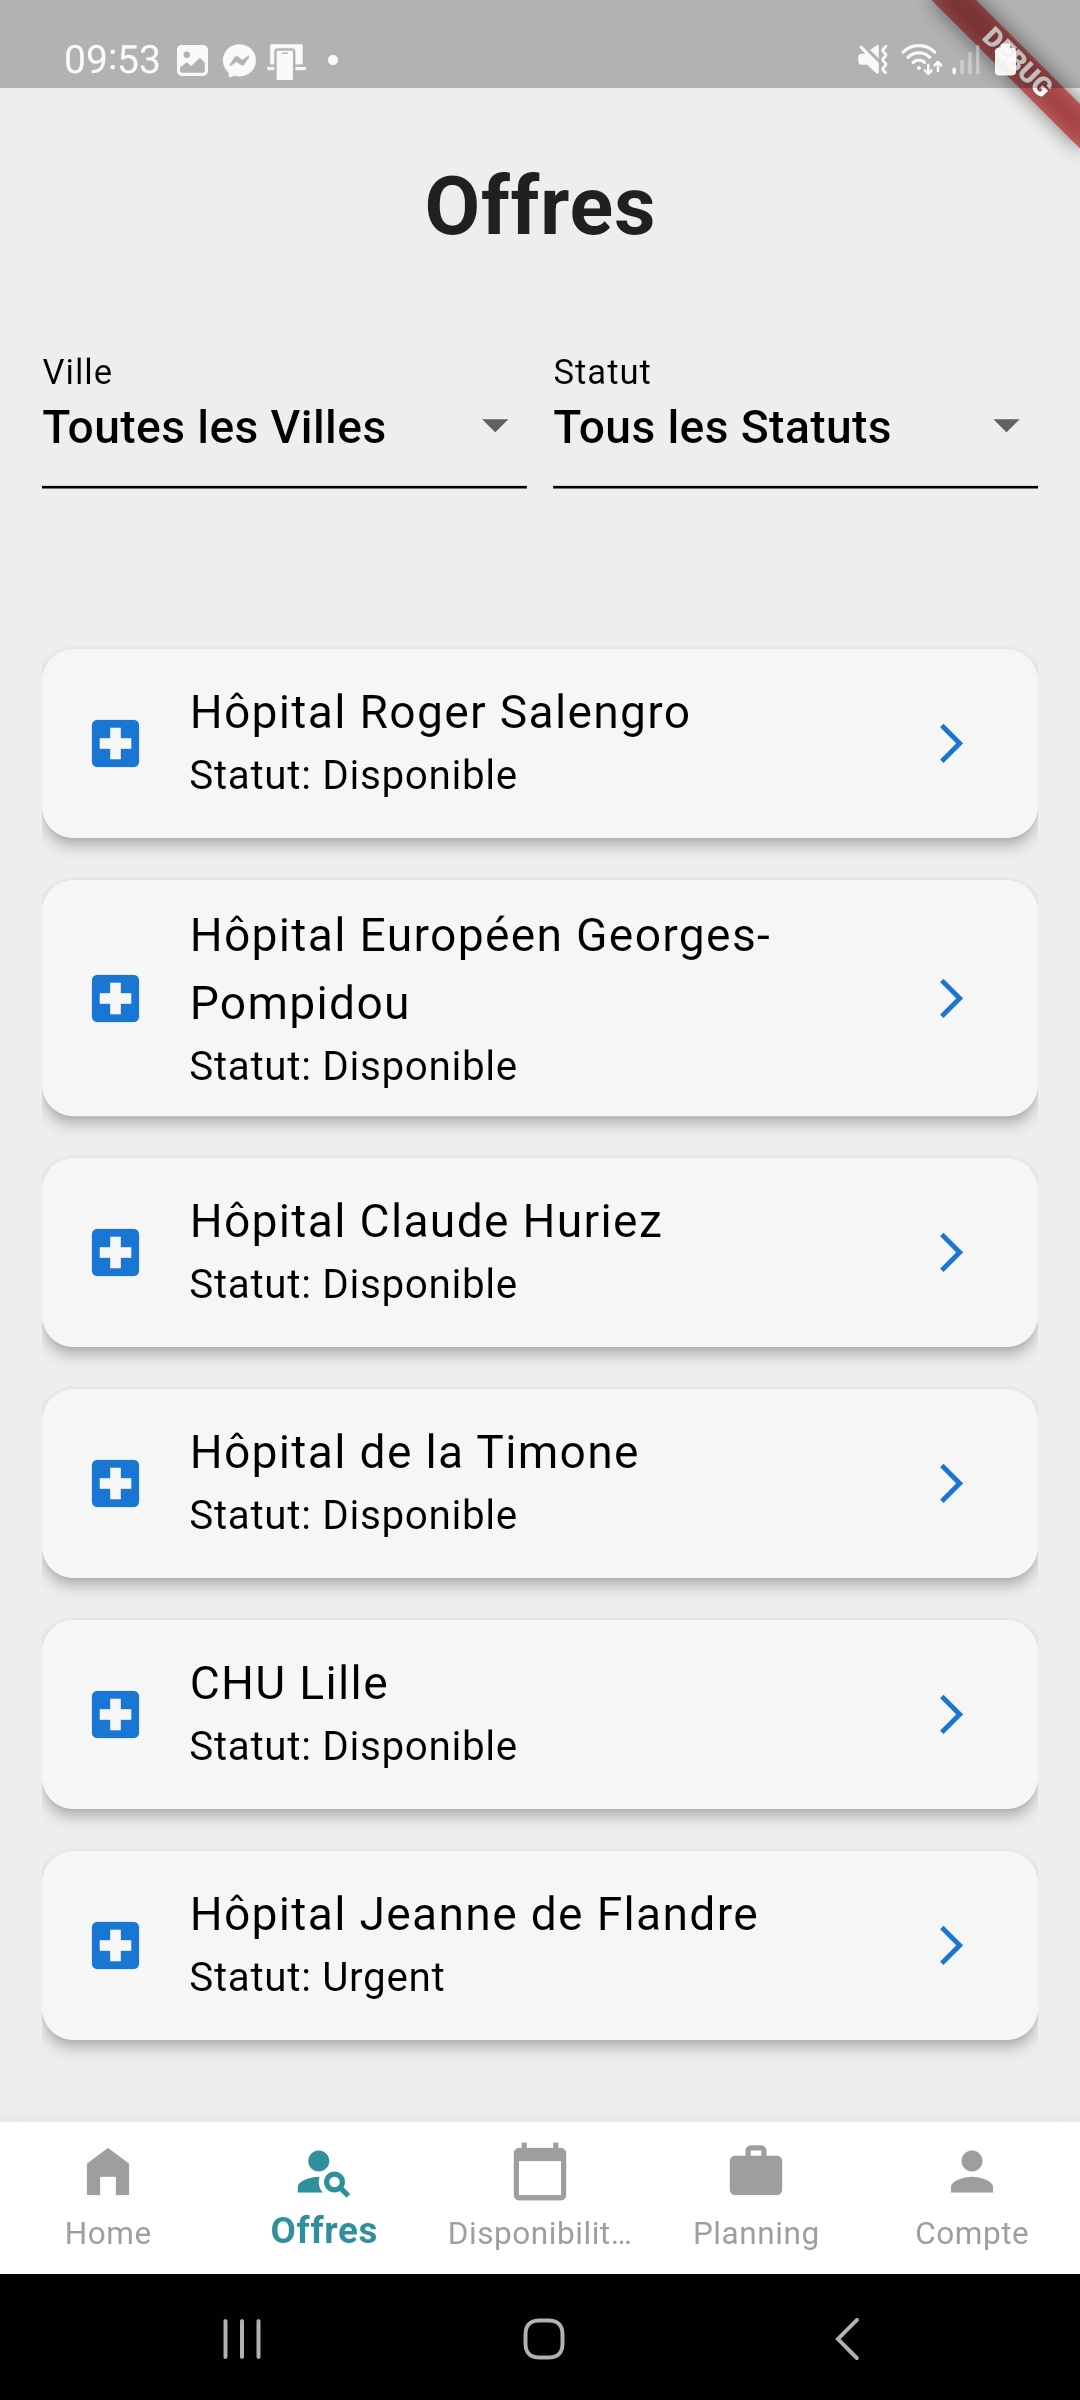 09:53
DEBUG
Offres
Ville
Statut
Toutes les Villes
Tous les Statuts
Hôpital Roger Salengro
Statut: Disponible
Hôpital Européen Georges-
Pompidou
Statut: Disponible
Hôpital Claude Huriez
Statut: Disponible
Hôpital de la Timone
Statut: Disponible
CHU Lille
Statut: Disponible
Hôpital Jeanne de Flandre
Statut: Urgent
Home
Offres
Disponibilit...
Planning
Compte